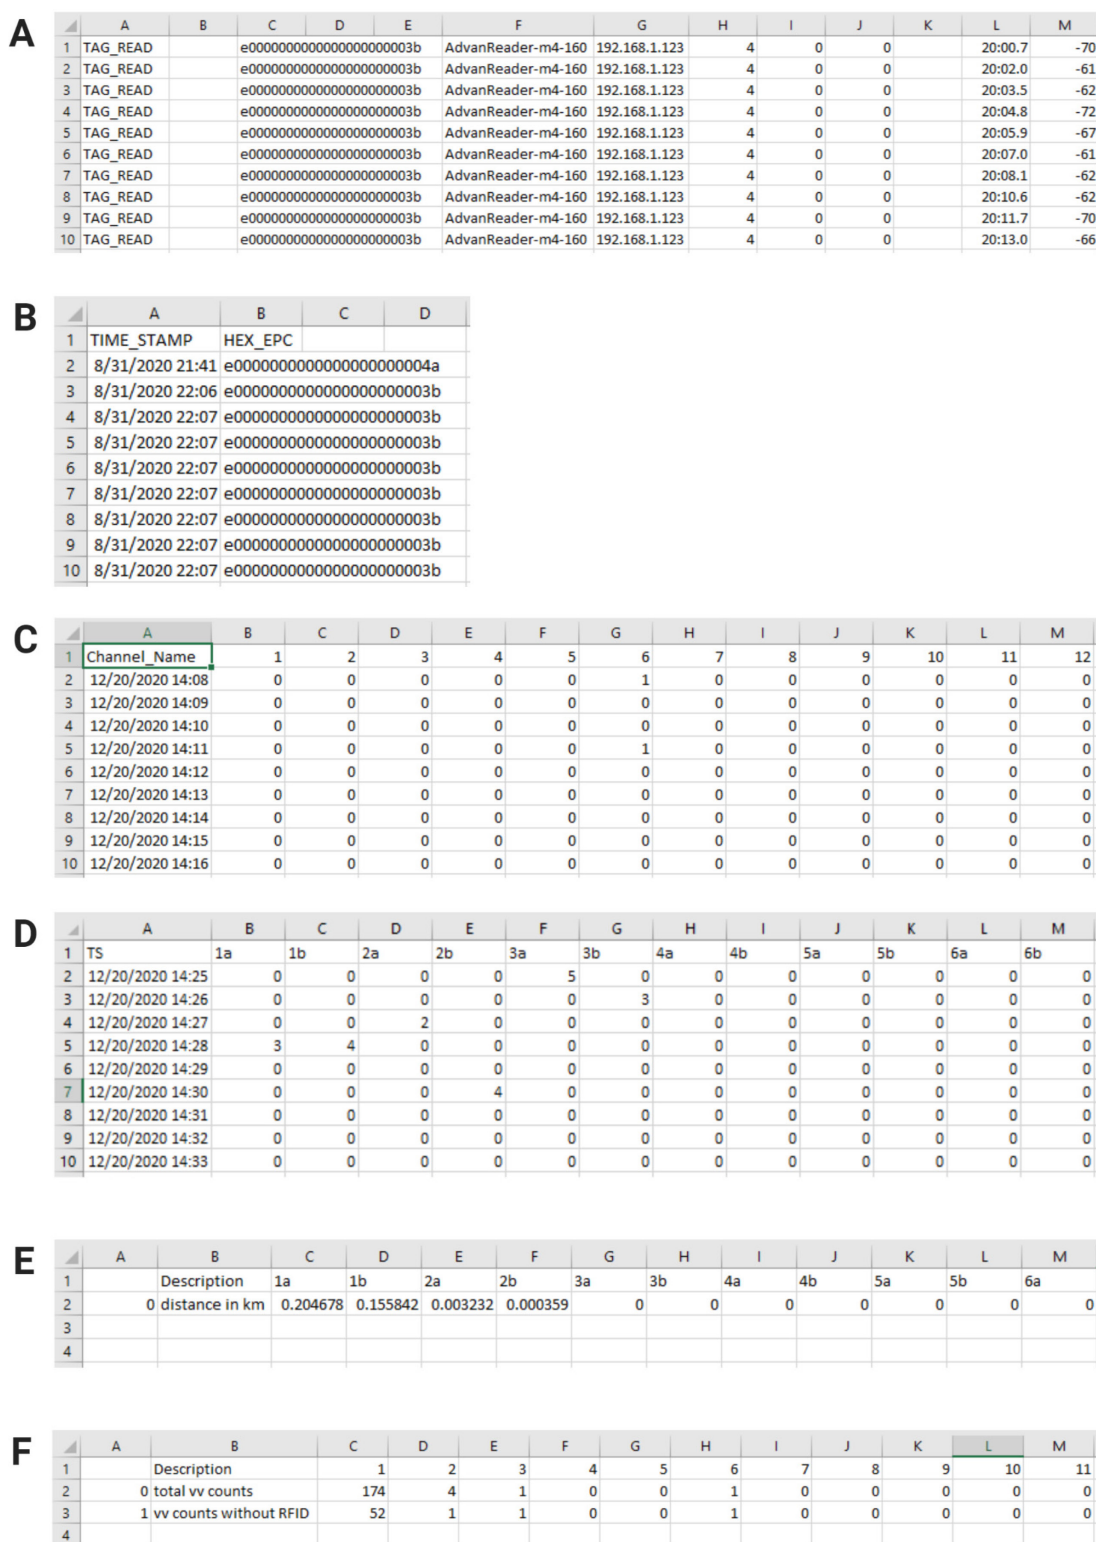 A
A B C D E F G H I J K L M
1 TAG_READ e0000000000000000000003b AdvanReader-m4-160 192.168.1.123 4 0 0 20:00.7 -70
2 TAG_READ e0000000000000000000003b AdvanReader-m4-160 192.168.1.123 4 0 0 20:02.0 -61
3 TAG_READ e0000000000000000000003b AdvanReader-m4-160 192.168.1.123 4 0 0 20:03.5 -62
4 TAG_READ e0000000000000000000003b AdvanReader-m4-160 192.168.1.123 4 0 0 20:04.8 -72
5 TAG_READ e0000000000000000000003b AdvanReader-m4-160 192.168.1.123 4 0 0 20:05.9 -67
6 TAG_READ e0000000000000000000003b AdvanReader-m4-160 192.168.1.123 4 0 0 20:07.0 -61
7 TAG_READ e0000000000000000000003b AdvanReader-m4-160 192.168.1.123 4 0 0 20:08.1 -62
8 TAG_READ e0000000000000000000003b AdvanReader-m4-160 192.168.1.123 4 0 0 20:10.6 -62
9 TAG_READ e0000000000000000000003b AdvanReader-m4-160 192.168.1.123 4 0 0 20:11.7 -70
10 TAG_READ e0000000000000000000003b AdvanReader-m4-160 192.168.1.123 4 0 0 20:13.0 -66
B
A B C D
1 TIME_STAMP HEX_EPC
2 8/31/2020 21:41 e0000000000000000000004a
3 8/31/2020 22:06 e0000000000000000000003b
4 8/31/2020 22:07 e0000000000000000000003b
5 8/31/2020 22:07 e0000000000000000000003b
6 8/31/2020 22:07 e0000000000000000000003b
7 8/31/2020 22:07 e0000000000000000000003b
8 8/31/2020 22:07 e0000000000000000000003b
9 8/31/2020 22:07 e0000000000000000000003b
10 8/31/2020 22:07 e0000000000000000000003b
C
A B C D E F G H I J K L M
1 Channel_Name 1 2 3 4 5 6 7 8 9 10 11 12
2 12/20/2020 14:08 0 0 0 0 0 1 0 0 0 0 0 0
3 12/20/2020 14:09 0 0 0 0 0 0 0 0 0 0 0 0
4 12/20/2020 14:10 0 0 0 0 0 0 0 0 0 0 0 0
5 12/20/2020 14:11 0 0 0 0 0 1 0 0 0 0 0 0
6 12/20/2020 14:12 0 0 0 0 0 0 0 0 0 0 0 0
7 12/20/2020 14:13 0 0 0 0 0 0 0 0 0 0 0 0
8 12/20/2020 14:14 0 0 0 0 0 0 0 0 0 0 0 0
9 12/20/2020 14:15 0 0 0 0 0 0 0 0 0 0 0 0
10 12/20/2020 14:16 0 0 0 0 0 0 0 0 0 0 0 0
D
A B C D E F G H I J K L M
1 TS 1a 1b 2a 2b 3a 3b 4a 4b 5a 5b 6a 6b
2 12/20/2020 14:25 0 0 0 0 5 0 0 0 0 0 0 0
3 12/20/2020 14:26 0 0 0 0 0 3 0 0 0 0 0 0
4 12/20/2020 14:27 0 0 2 0 0 0 0 0 0 0 0 0
5 12/20/2020 14:28 3 4 0 0 0 0 0 0 0 0 0 0
6 12/20/2020 14:29 0 0 0 0 0 0 0 0 0 0 0 0
7 12/20/2020 14:30 0 0 0 4 0 0 0 0 0 0 0 0
8 12/20/2020 14:31 0 0 0 0 0 0 0 0 0 0 0 0
9 12/20/2020 14:32 0 0 0 0 0 0 0 0 0 0 0 0
10 12/20/2020 14:33 0 0 0 0 0 0 0 0 0 0 0 0
E
A B C D E F G H I J K L M
1 Description 1a 1b 2a 2b 3a 3b 4a 4b 5a 5b 6a
2 0 distance in km 0.204678 0.155842 0.003232 0.000359 0 0 0 0 0 0 0
3
4
F
A B C D E F G H I J K L M
1 Description 1 2 3 4 5 6 7 8 9 10 11
2 0 total vv counts 174 4 1 0 0 1 0 0 0 0 0
3 1 vv counts without RFID 52 1 1 0 0 1 0 0 0 0 0
4